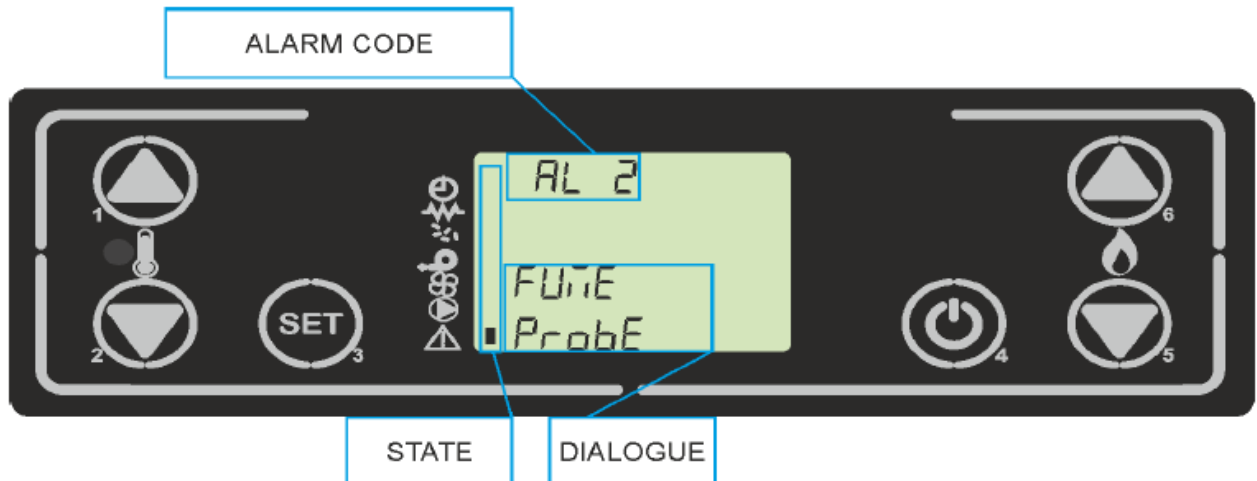 ALARM CODE
AL 2
1
6
FUME
ProbE
SET
2
3
4
5
STATE
DIALOGUE